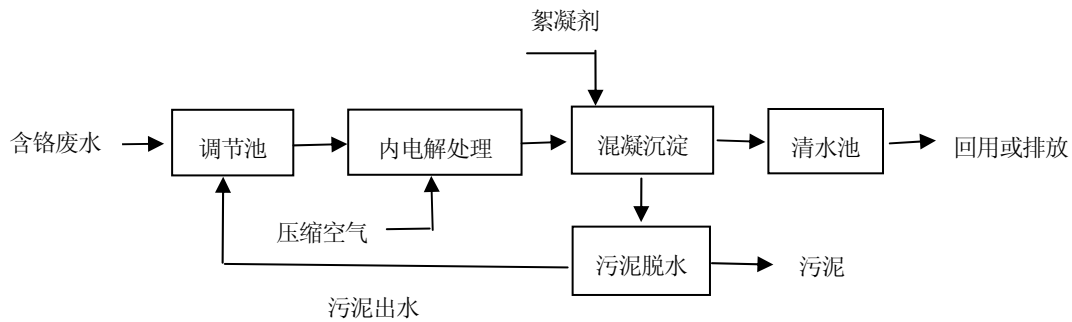 絮凝剂
含铬废水
调节池
内电解处理
混凝沉淀
清水池
回用或排放
压缩空气
污泥脱水
污泥
污泥出水